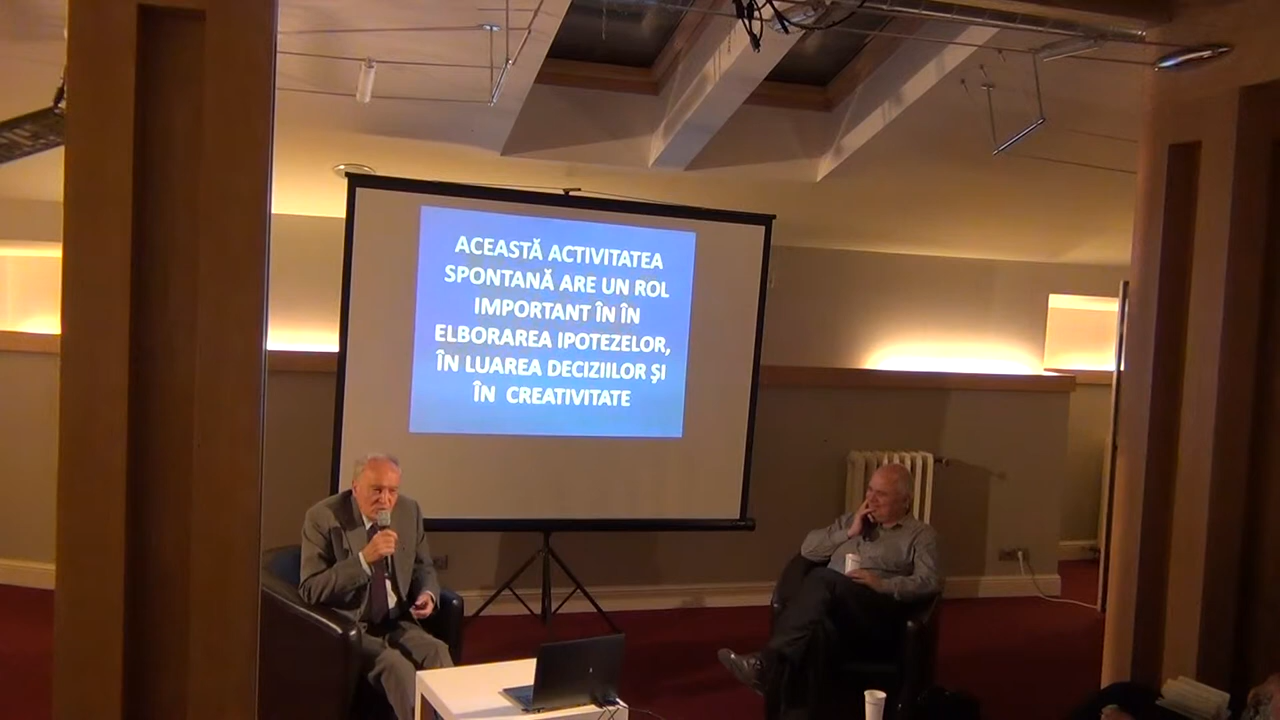 ACEASTĂ ACTIVITATEA
SPONTANĂ ARE UN ROL
IMPORTANT ÎN ÎN
ELBORAREA IPOTEZELOR,
ÎN LUAREA DECIZIILOR ȘI
ÎN CREATIVITATE